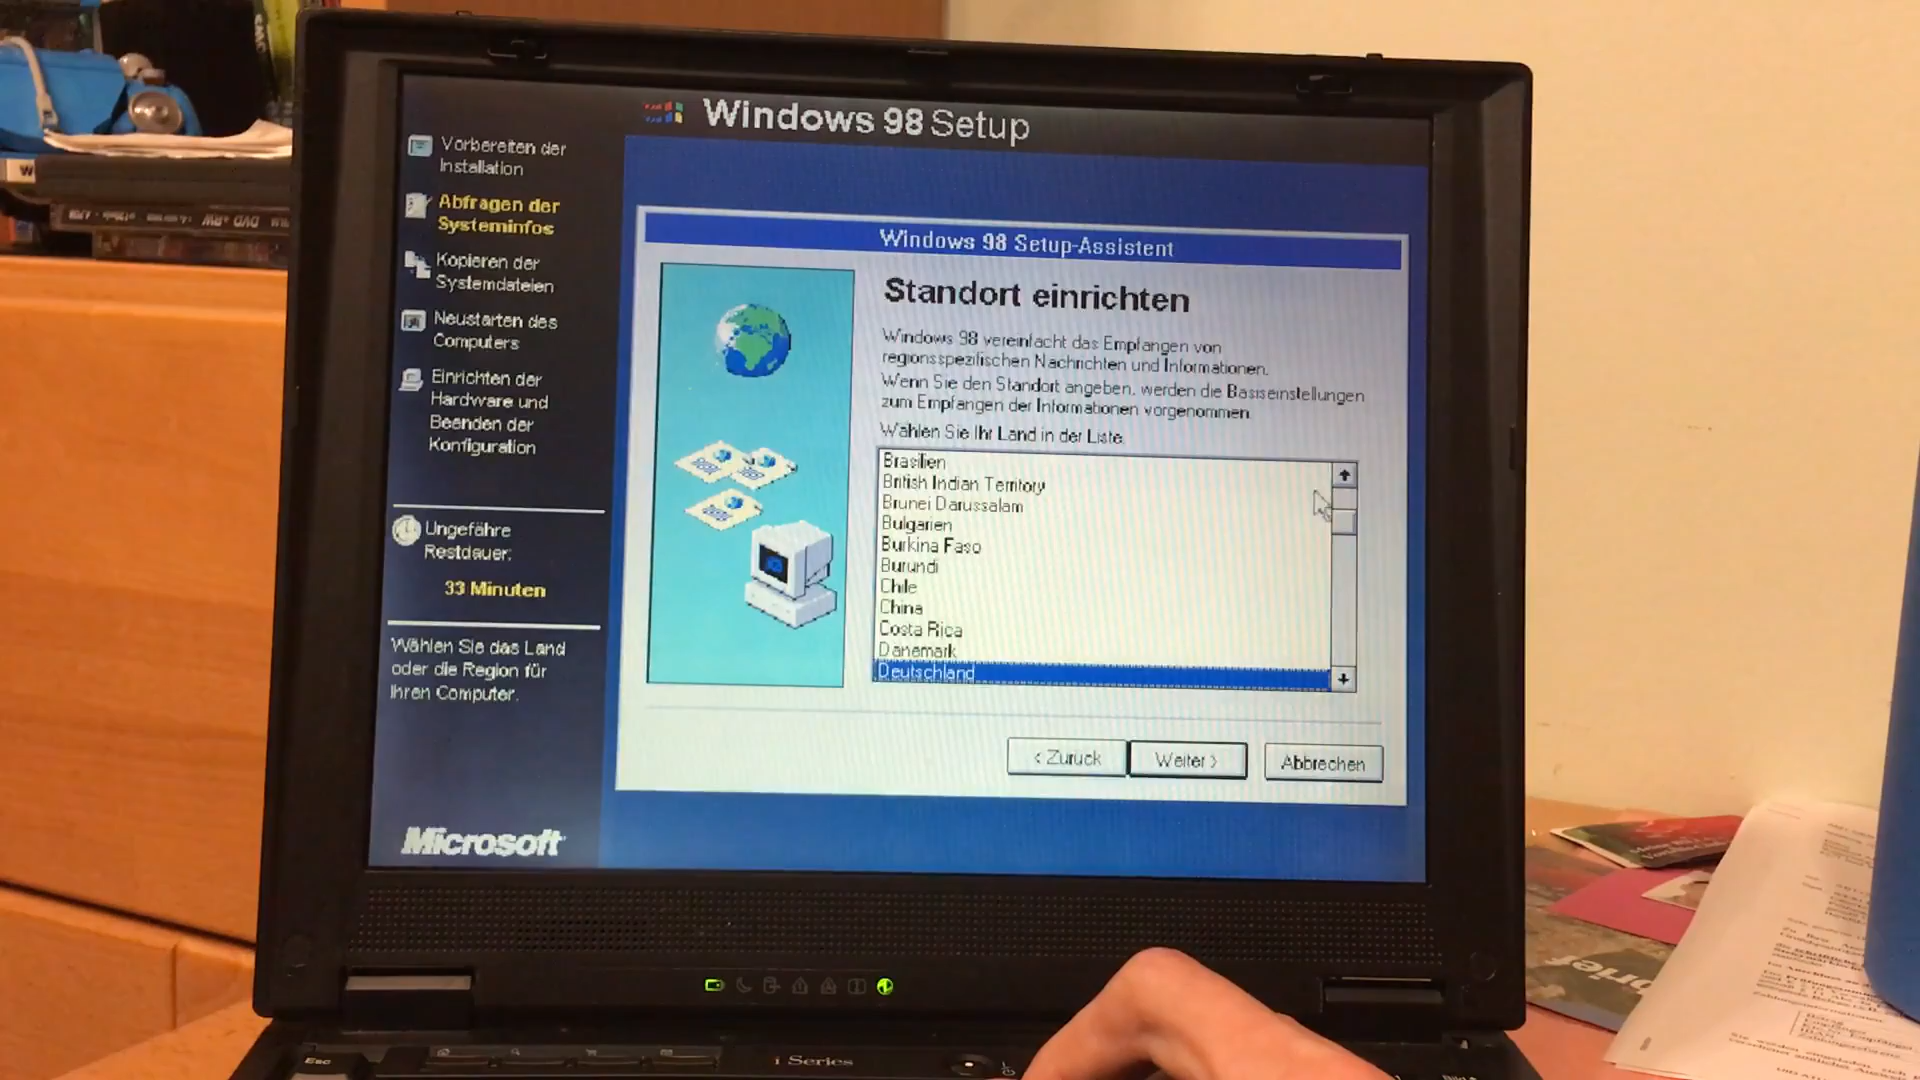 Windows 98 Setup
Vorbereiten der
Installation
Abfragen der
Systeminfos
Kopieren der
Systemdateien
Neustarten des
Computers
Einrichten der
Hardware und
Beenden der
Konfiguration
Ungefähre
Restdauer:
33 Minuten
Wählen Sie das Land
oder die Region für
Ihren Computer.
Microsoft
Windows 98 Setup-Assistent
Standort einrichten
Windows 98 vereinfacht das Empfangen von
regionsspezifischen Nachrichten und Informationen.
Wenn Sie den Standort angeben, werden die Basiseinstellungen
zum Empfangen der Informationen vorgenommen.
Wählen Sie Ihr Land in der Liste.
Brasilien
British Indian Territory
Brunei Darussalam
Bulgarien
Burkina Faso
Burundi
Chile
China
Costa Rica
Dänemark
Deutschland
< Zurück
Weiter >
Abbrechen
Esc
i Series